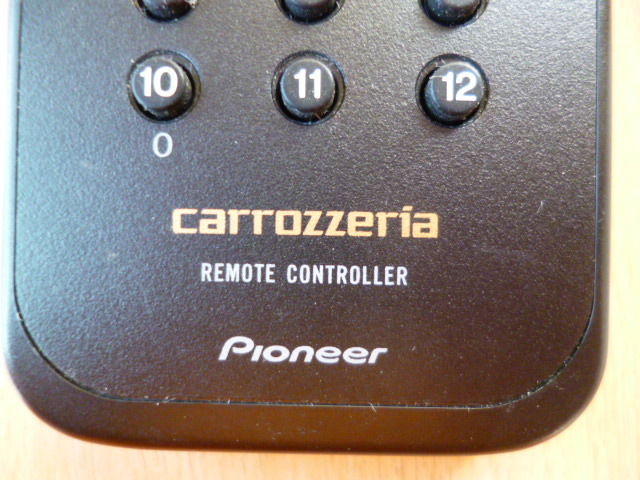 10 11 12
0
carrozzeria
REMOTE CONTROLLER
Pioneer